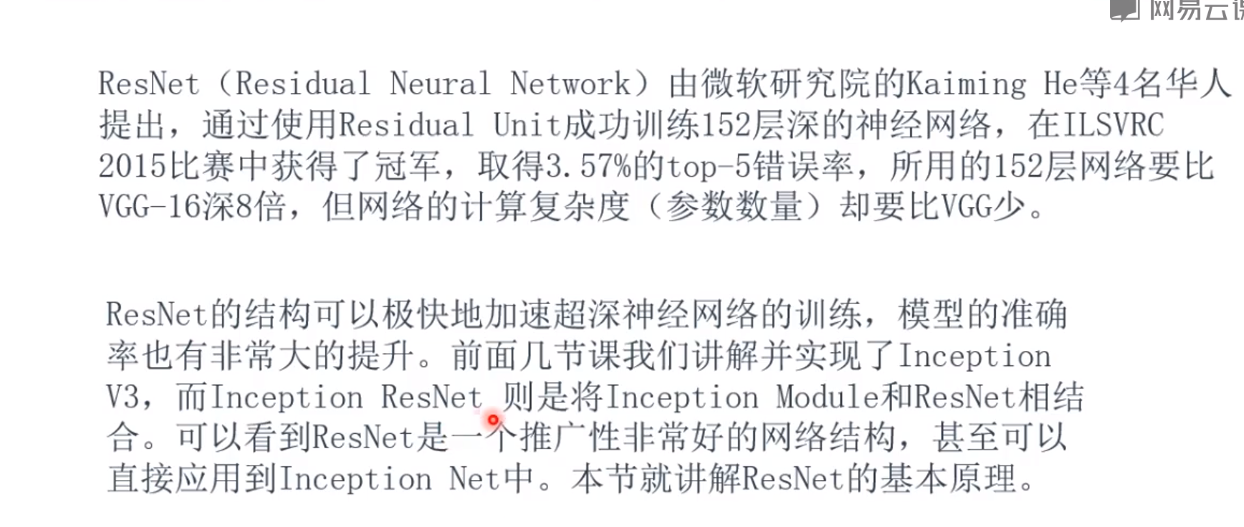 网易云课
ResNet（Residual Neural Network）由微软研究院的Kaiming He等4名华人
提出，通过使用Residual Unit成功训练152层深的神经网络，在ILSVRC
2015比赛中获得了冠军，取得3.57%的top-5错误率，所用的152层网络要比
VGG-16深8倍，但网络的计算复杂度（参数数量）却要比VGG少。
ResNet的结构可以极快地加速超深神经网络的训练，模型的准确
率也有非常大的提升。前面几节课我们讲解并实现了Inception
V3，而Inception ResNet 则是将Inception Module和ResNet相结
合。可以看到ResNet是一个推广性非常好的网络结构，甚至可以
直接应用到Inception Net中。本节就讲解ResNet的基本原理。